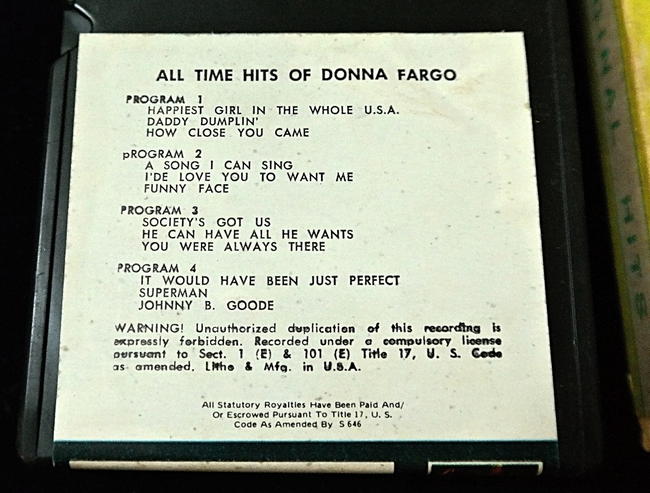 ALL TIME HITS OF DONNA FARGO
PROGRAM 1
HAPPIEST GIRL IN THE WHOLE U.S.A.
DADDY DUMPLIN'
HOW CLOSE YOU CAME
pROGRAM 2
A SONG I CAN SING
I'DE LOVE YOU TO WANT ME
FUNNY FACE
PROGRAM 3
SOCIETY'S GOT US
HE CAN HAVE ALL HE WANTS
YOU WERE ALWAYS THERE
PROGRAM 4
IT WOULD HAVE BEEN JUST PERFECT
SUPERMAN
JOHNNY B. GOODE
WARNING! Unauthorized duplication of this recording is
expressly forbidden. Recorded under a compulsory license
pursuant to Sect. 1 (E) & 101 (E) Title 17, U. S. Code
as amended. Litho & Mfg. in U.S.A.
All Statutory Royalties Have Been Paid And/
Or Escrowed Pursuant To Title 17, U. S.
Code As Amended By S 646
HITS